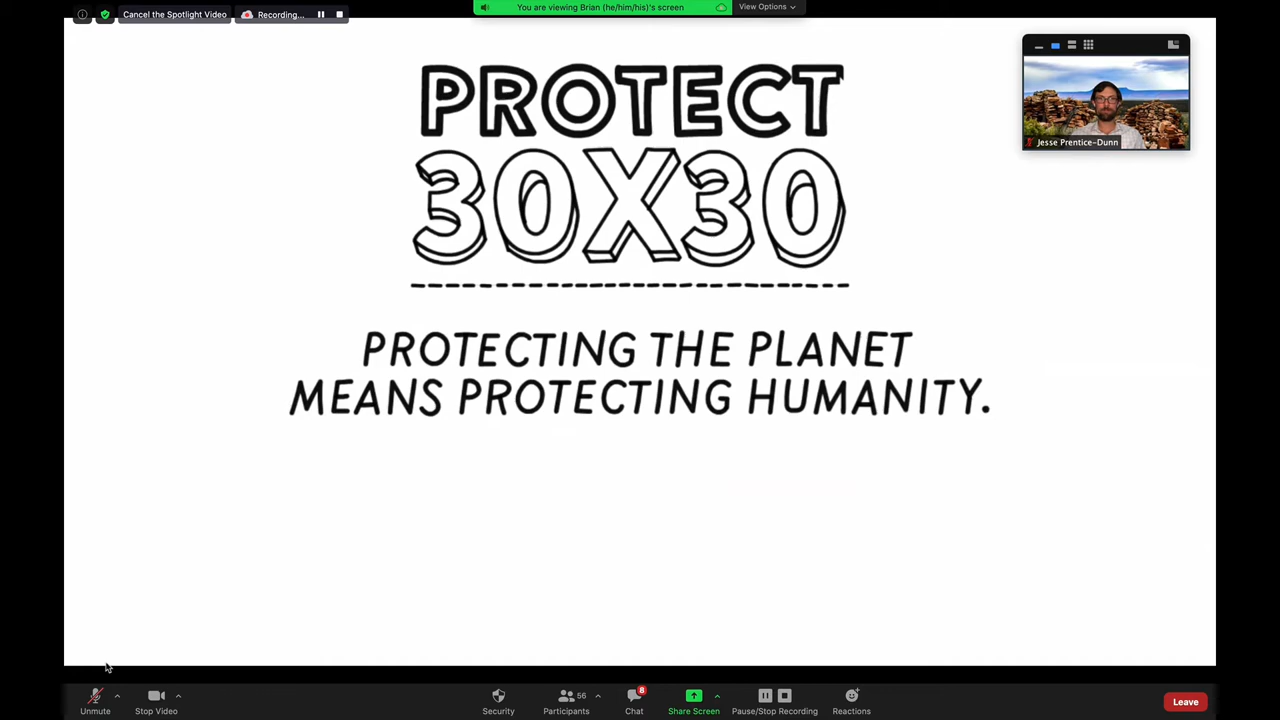 Cancel the Spotlight Video
Recording...
You are viewing Brian (he/him/his)'s screen
View Options
PROTECT
30X30
PROTECTING THE PLANET
MEANS PROTECTING HUMANITY.
Jesse Prentice-Dunn
Unmute
Stop Video
Security
56
Participants
8
Chat
Share Screen
Pause/Stop Recording
Reactions
Leave